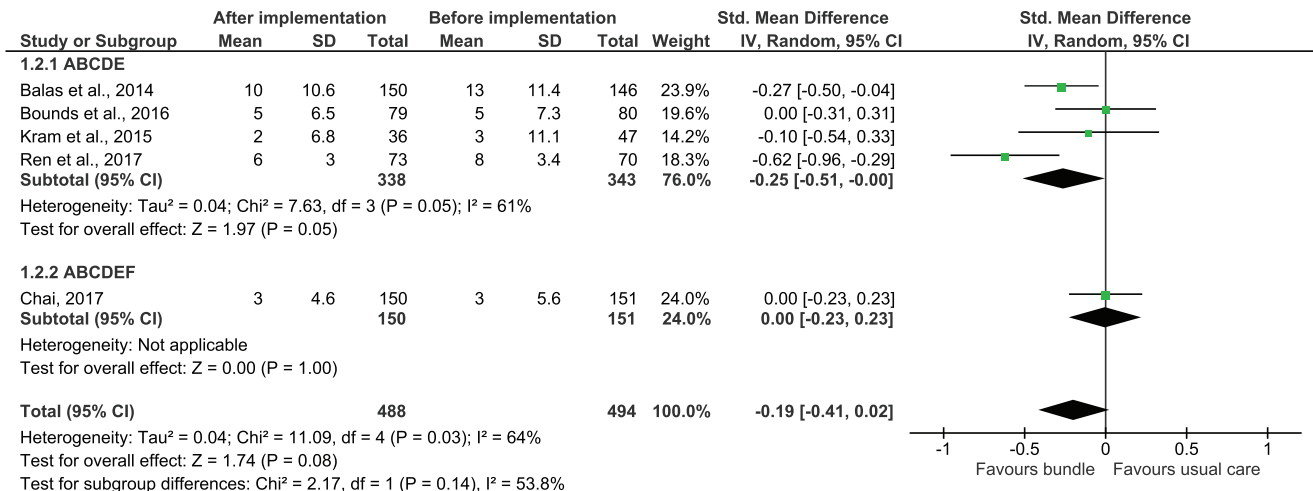 After implementation Before implementation Std. Mean Difference Std. Mean Difference
Study or Subgroup Mean SD Total Mean SD Total Weight IV, Random, 95% CI IV, Random, 95% CI
1.2.1 ABCDE
Balas et al., 2014 10 10.6 150 13 11.4 146 23.9% -0.27 [-0.50, -0.04]
Bounds et al., 2016 5 6.5 79 5 7.3 80 19.6% 0.00 [-0.31, 0.31]
Kram et al., 2015 2 6.8 36 3 11.1 47 14.2% -0.10 [-0.54, 0.33]
Ren et al., 2017 6 3 73 8 3.4 70 18.3% -0.62 [-0.96, -0.29]
Subtotal (95% CI) 338 343 76.0% -0.25 [-0.51, -0.00]
Heterogeneity: Tau² = 0.04; Chi² = 7.63, df = 3 (P = 0.05); I² = 61%
Test for overall effect: Z = 1.97 (P = 0.05)
1.2.2 ABCDEF
Chai, 2017 3 4.6 150 3 5.6 151 24.0% 0.00 [-0.23, 0.23]
Subtotal (95% CI) 150 151 24.0% 0.00 [-0.23, 0.23]
Heterogeneity: Not applicable
Test for overall effect: Z = 0.00 (P = 1.00)
Total (95% CI) 488 494 100.0% -0.19 [-0.41, 0.02]
Heterogeneity: Tau² = 0.04; Chi² = 11.09, df = 4 (P = 0.03); I² = 64%
Test for overall effect: Z = 1.74 (P = 0.08)
Test for subgroup differences: Chi² = 2.17, df = 1 (P = 0.14), I² = 53.8%
-1 -0.5 0 0.5 1
Favours bundle Favours usual care